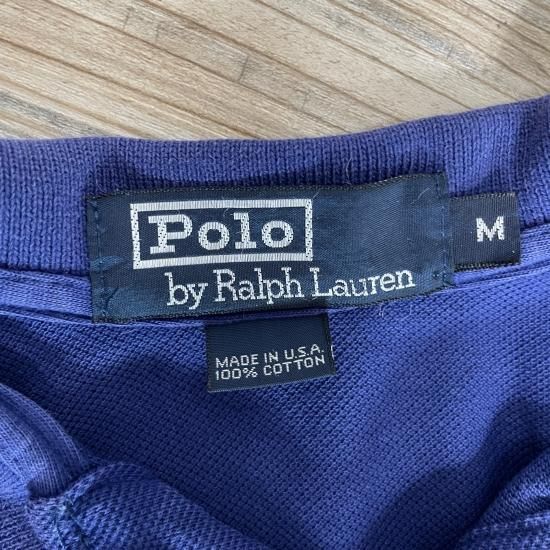 Polo
by Ralph Lauren
M
MADE IN U.S.A.
100% COTTON